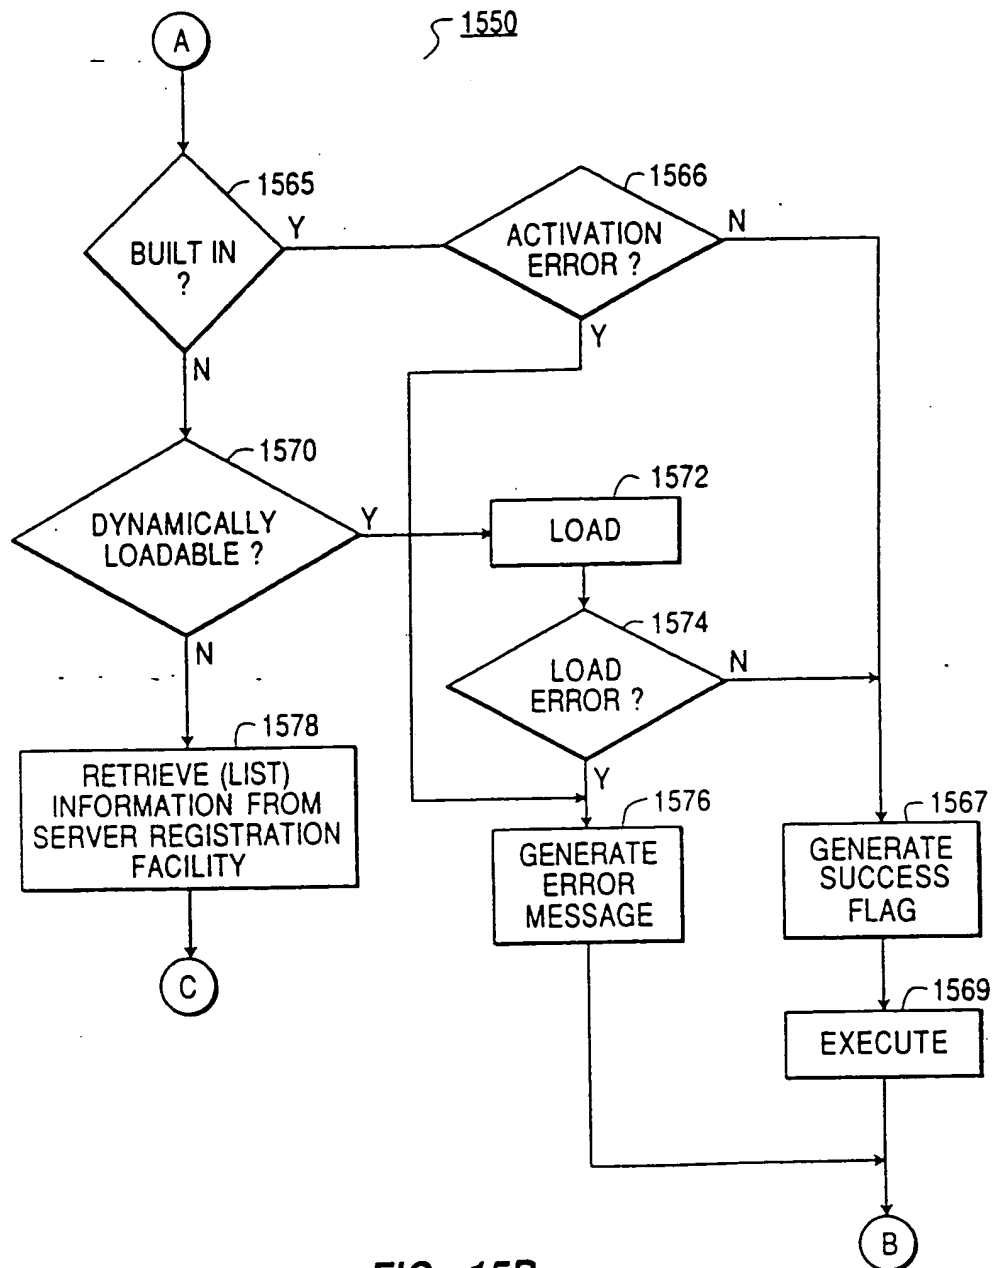 A
1550
1565
BUILT IN
?
Y
N
1566
ACTIVATION
ERROR ?
N
Y
1570
DYNAMICALLY
LOADABLE ?
Y
N
1572
LOAD
1574
LOAD
ERROR ?
N
Y
1578
RETRIEVE (LIST)
INFORMATION FROM
SERVER REGISTRATION
FACILITY
C
1576
GENERATE
ERROR
MESSAGE
1567
GENERATE
SUCCESS
FLAG
1569
EXECUTE
B